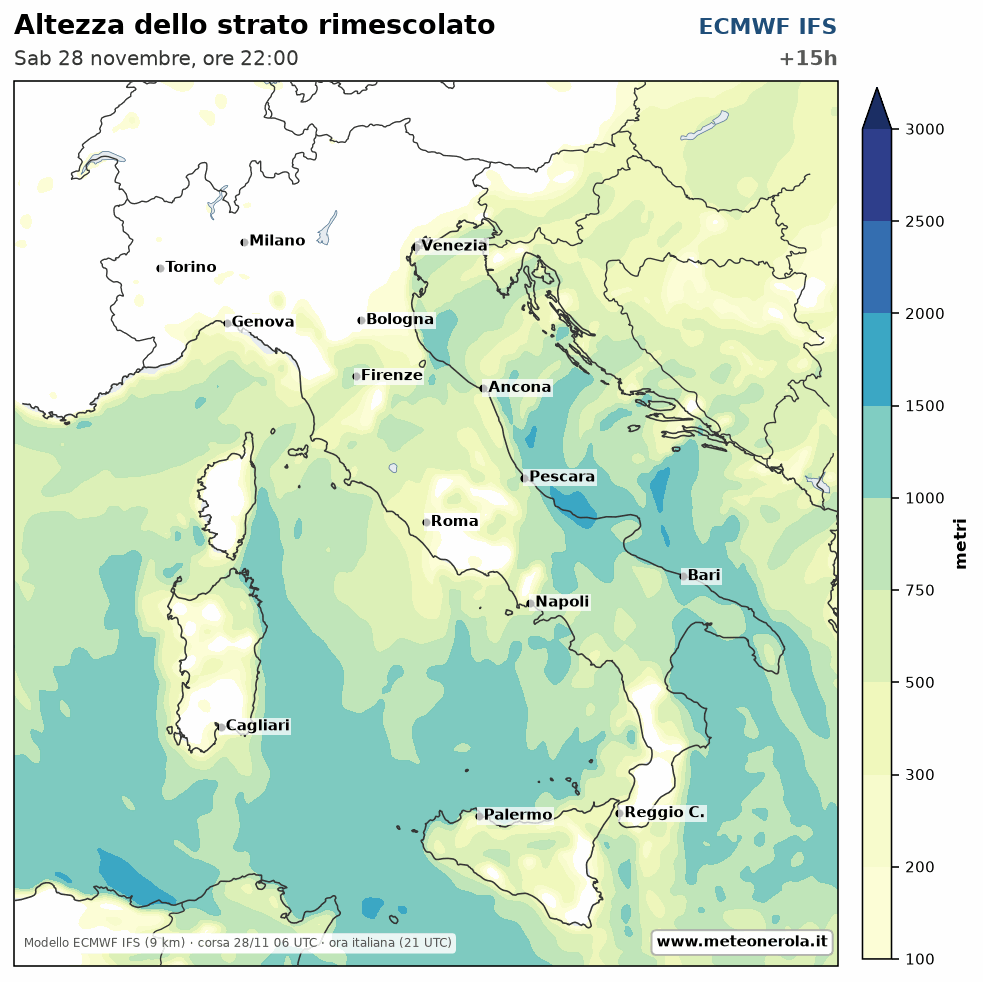 Altezza dello strato rimescolato
ECMWF IFS
Sab 28 novembre, ore 22:00
+15h
3000
2500
2000
1500
1000
750
500
300
200
100
metri
Milano
Venezia
Torino
Genova
Bologna
Firenze
Ancona
Pescara
Roma
Bari
Napoli
Cagliari
Palermo
Reggio C.
Modello ECMWF IFS (9 km) · corsa 28/11 06 UTC · ora italiana (21 UTC)
www.meteonerola.it